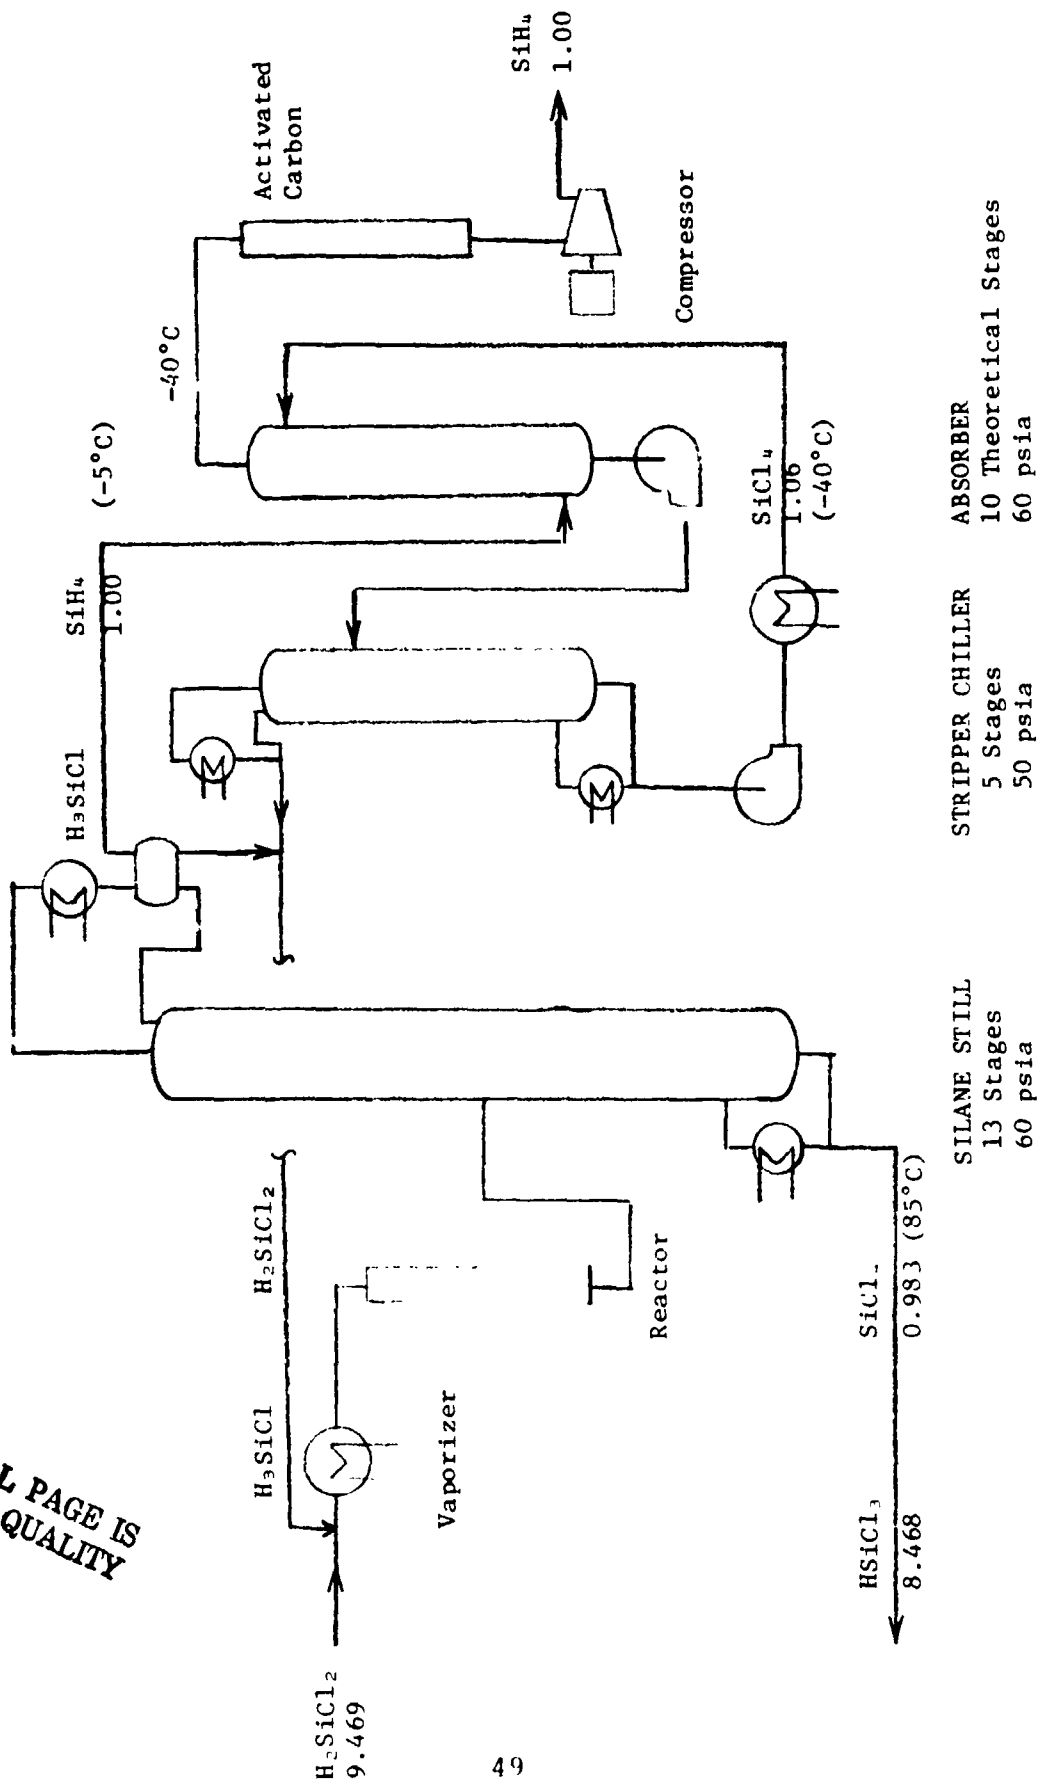 L PAGE IS
QUALITY
H₂SiCl₂
9.469
H₃SiCl
H₂SiCl₂
Vaporizer
Reactor
HSiCl₃
8.468
SiCl
0.983 (85°C)
SILANE STILL
13 Stages
60 psia
H₃SiCl
SiH₄
1.00
(-5°C)
STRIPPER CHILLER
5 Stages
50 psia
SiCl₄
1.06
(-40°C)
ABSORBER
10 Theoretical Stages
60 psia
-40°C
Activated
Carbon
Compressor
SiH₄
1.00
49